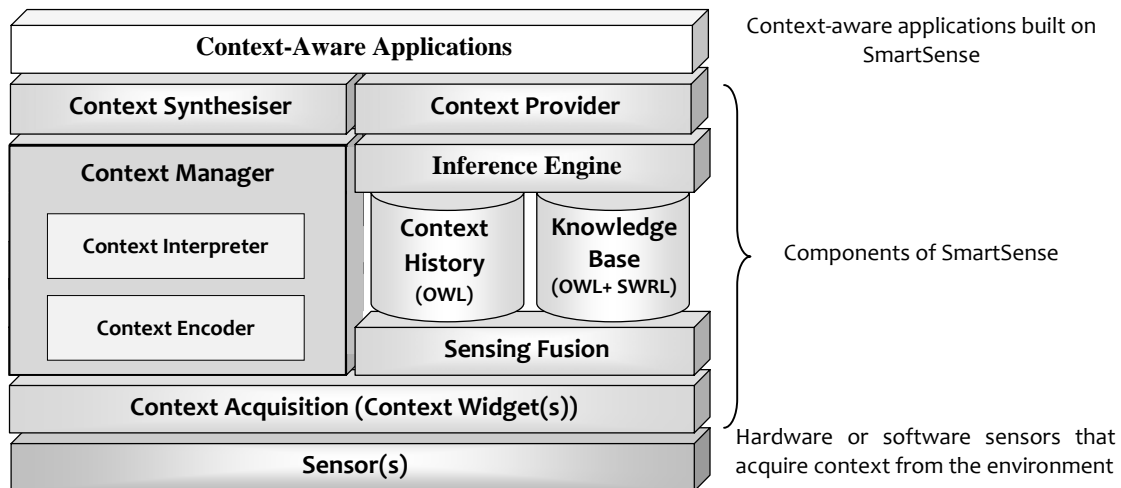 Context-Aware Applications
Context-aware applications built on
SmartSense
Context Synthesiser
Context Provider
Context Manager
Inference Engine
Context Interpreter
Context Encoder
Context
History
(OWL)
Knowledge
Base
(OWL+ SWRL)
Sensing Fusion
Components of SmartSense
Context Acquisition (Context Widget(s))
Sensor(s)
Hardware or software sensors that
acquire context from the environment